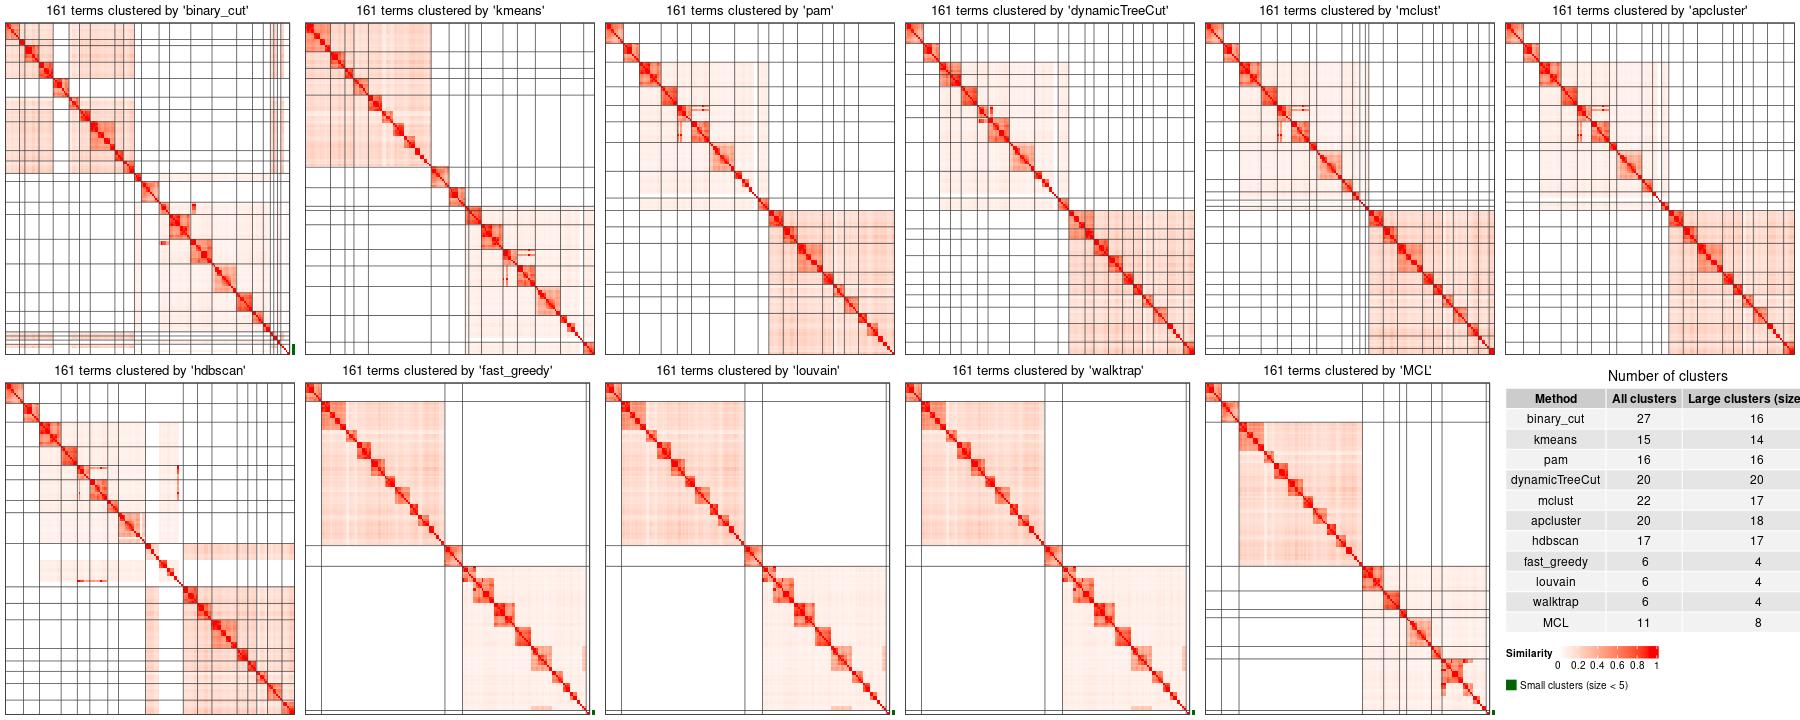 161 terms clustered by 'binary_cut'
161 terms clustered by 'kmeans'
161 terms clustered by 'pam'
161 terms clustered by 'dynamicTreeCut'
161 terms clustered by 'mclust'
161 terms clustered by 'apcluster'
161 terms clustered by 'hdbscan'
161 terms clustered by 'fast_greedy'
161 terms clustered by 'louvain'
161 terms clustered by 'walktrap'
161 terms clustered by 'MCL'
Number of clusters
Method All clusters Large clusters (size
binary_cut 27 16
kmeans 15 14
pam 16 16
dynamicTreeCut 20 20
mclust 22 17
apcluster 20 18
hdbscan 17 17
fast_greedy 6 4
louvain 6 4
walktrap 6 4
MCL 11 8
Similarity
0 0.2 0.4 0.6 0.8 1
Small clusters (size < 5)